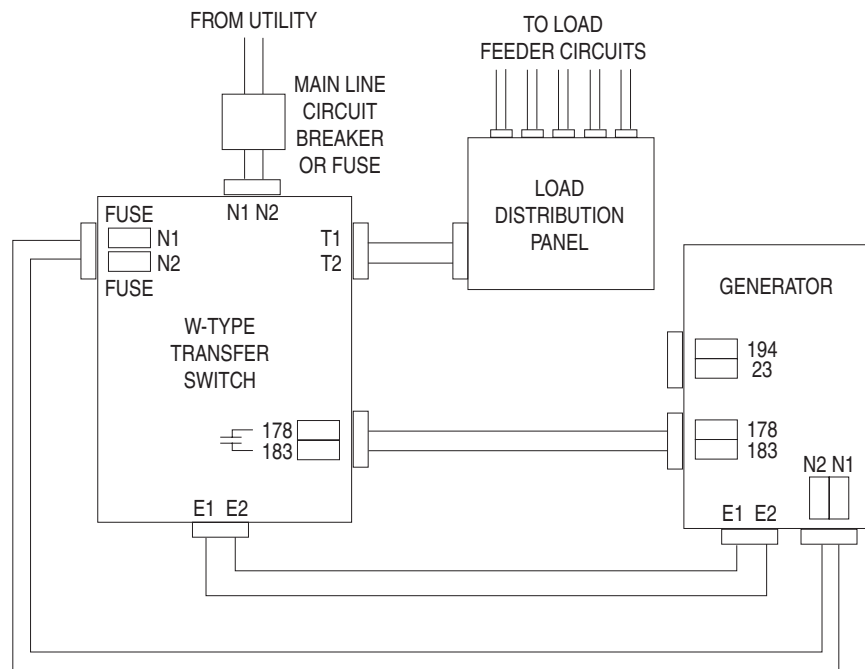 FROM UTILITY
TO LOAD
FEEDER CIRCUITS
MAIN LINE
CIRCUIT
BREAKER
OR FUSE
N1 N2
LOAD
DISTRIBUTION
PANEL
FUSE
N1
N2
FUSE
T1
T2
W-TYPE
TRANSFER
SWITCH
178
183
E1 E2
GENERATOR
194
23
178
183
N2 N1
E1 E2